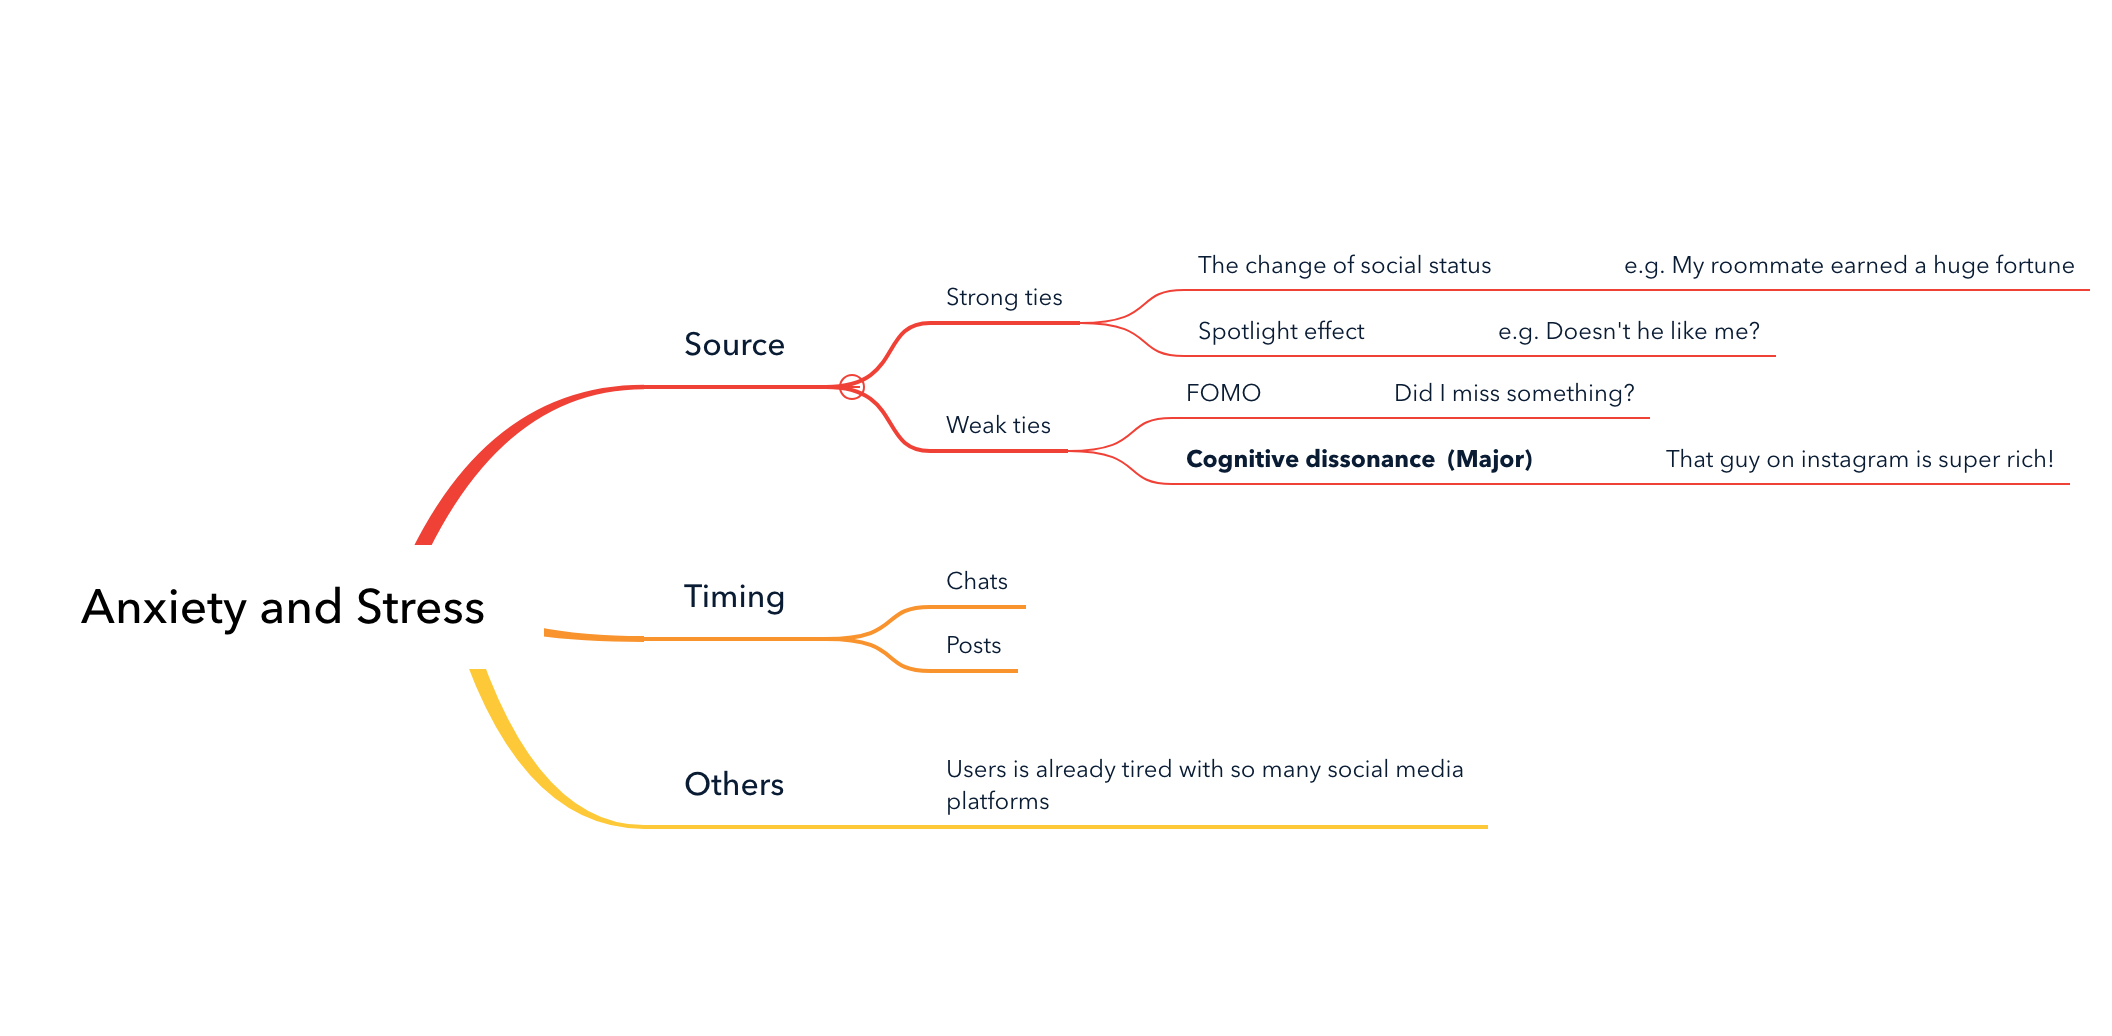 Anxiety and Stress
Source
Strong ties
The change of social status
e.g. My roommate earned a huge fortune
Spotlight effect
e.g. Doesn't he like me?
Weak ties
FOMO
Did I miss something?
Cognitive dissonance (Major)
That guy on instagram is super rich!
Timing
Chats
Posts
Others
Users is already tired with so many social media
platforms